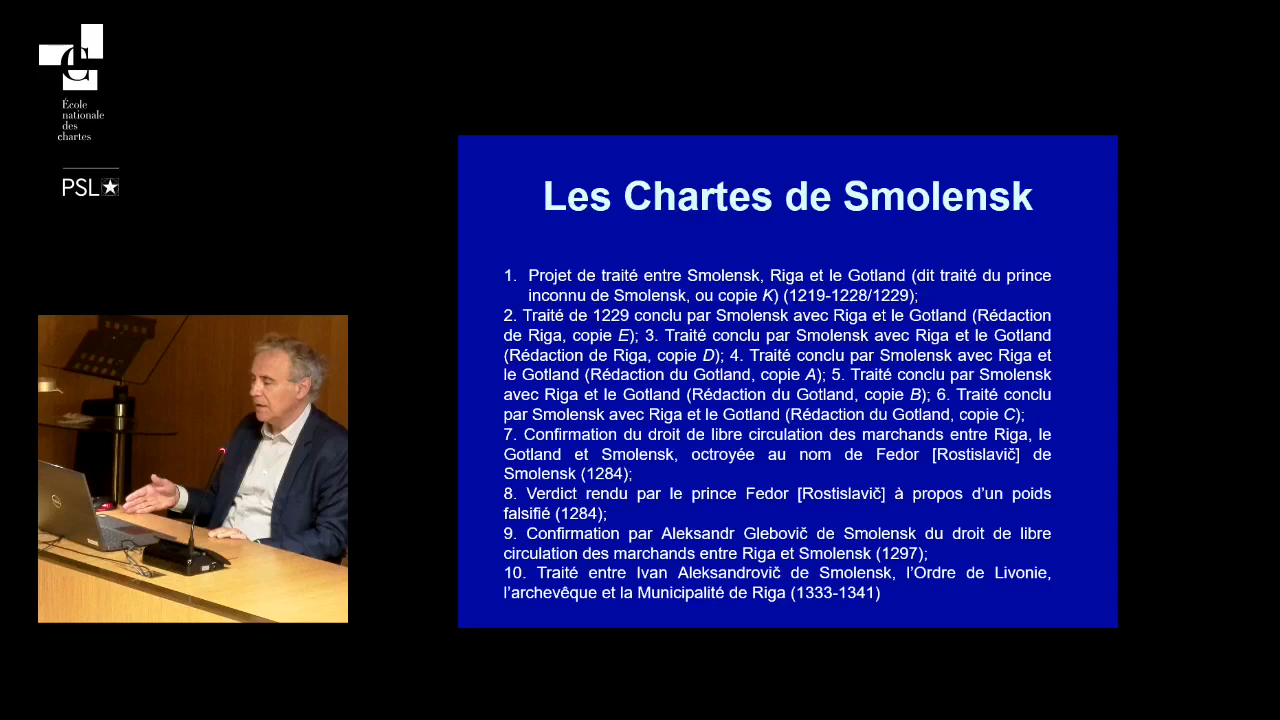 École
nationale
des
chartes
PSL
Les Chartes de Smolensk
1. Projet de traité entre Smolensk, Riga et le Gotland (dit traité du prince
inconnu de Smolensk, ou copie K) (1219-1228/1229);
2. Traité de 1229 conclu par Smolensk avec Riga et le Gotland (Rédaction
de Riga, copie E); 3. Traité conclu par Smolensk avec Riga et le Gotland
(Rédaction de Riga, copie D); 4. Traité conclu par Smolensk avec Riga et
le Gotland (Rédaction du Gotland, copie A); 5. Traité conclu par Smolensk
avec Riga et le Gotland (Rédaction du Gotland, copie B); 6. Traité conclu
par Smolensk avec Riga et le Gotland (Rédaction du Gotland, copie C);
7. Confirmation du droit de libre circulation des marchands entre Riga, le
Gotland et Smolensk, octroyée au nom de Fedor [Rostislavič] de
Smolensk (1284);
8. Verdict rendu par le prince Fedor [Rostislavič] à propos d'un poids
falsifié (1284);
9. Confirmation par Aleksandr Glebovič de Smolensk du droit de libre
circulation des marchands entre Riga et Smolensk (1297);
10. Traité entre Ivan Aleksandrovič de Smolensk, l'Ordre de Livonie,
l'archevêque et la Municipalité de Riga (1333-1341)